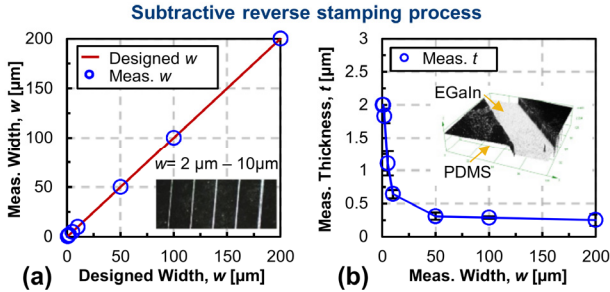 Subtractive reverse stamping process
200
150
100
50
0
Meas. Width, w [µm]
Designed w
Meas. w
w= 2 µm – 10µm
0
50
100
150
200
(a)
Designed Width, w [µm]
3
2.5
2
1.5
1
0.5
0
Meas. Thickness, t [µm]
Meas. t
EGaIn
PDMS
0
50
100
150
200
(b)
Meas. Width, w [µm]